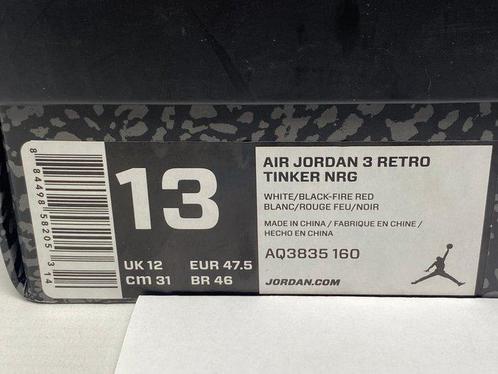 8 84498 58205 3 14
13
UK 12 EUR 47.5
cm 31 BR 46
AIR JORDAN 3 RETRO
TINKER NRG
WHITE/BLACK-FIRE RED
BLANC/ROUGE FEU/NOIR
MADE IN CHINA / FABRIQUE EN CHINE /
HECHO EN CHINA
AQ3835 160
JORDAN.COM